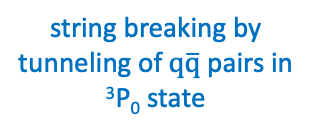 string breaking by
tunneling of qq̅ pairs in
³P₀ state